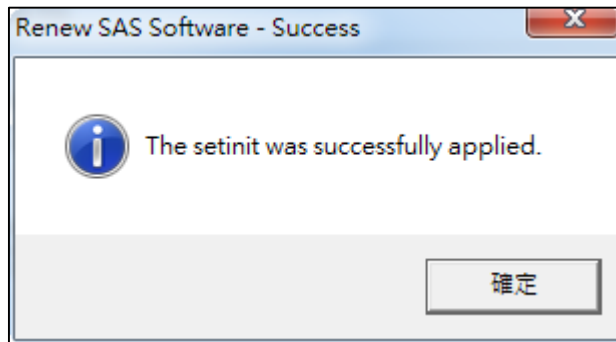 Renew SAS Software - Success
The setinit was successfully applied.
確定